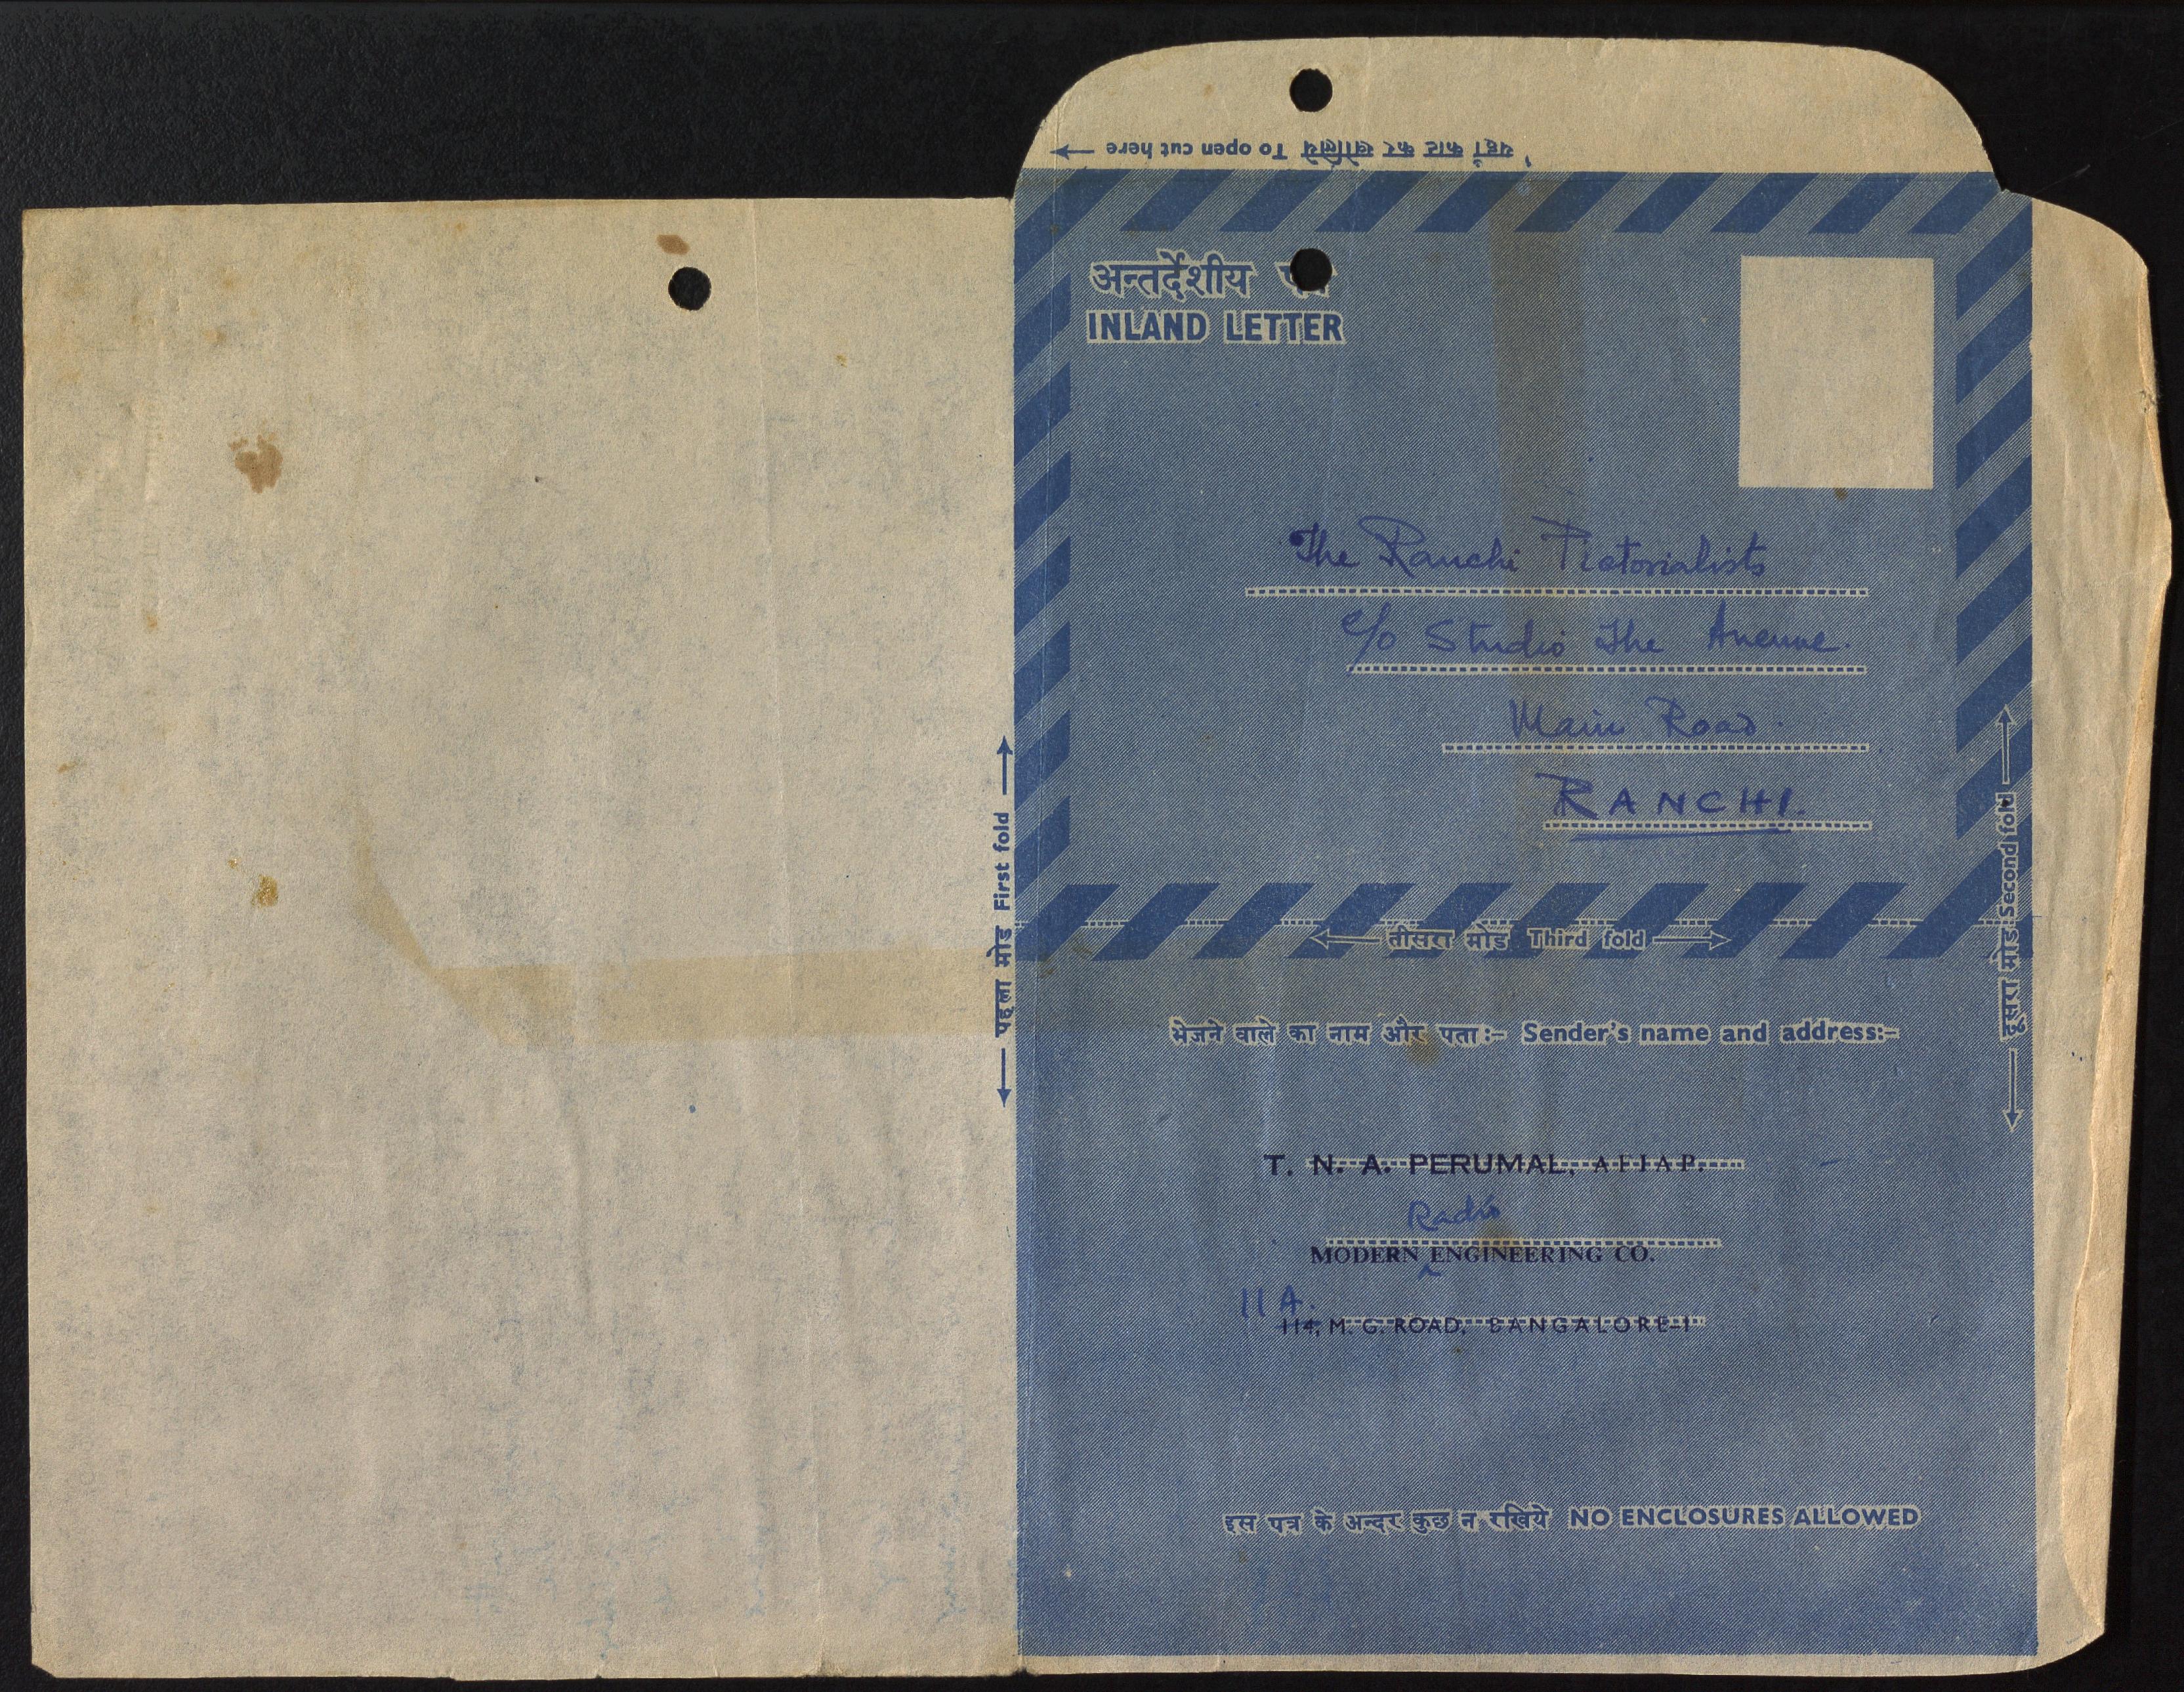 यहाँ काट कर खोलिये To open cut here
अन्तर्देशीय
INLAND LETTER
The Ranchi Pictorialists
c/o Studio The Avenue.
Main Road.
RANCHI.
पहला मोड First fold
दूसरा मोड Second fold
तीसरा मोड Third fold
भेजने वाले का नाम और पता :- Sender's name and address:-
T. N. A. PERUMAL, AFIAP.
Radio
MODERN ENGINEERING CO.
11A.
114, M. G. ROAD, BANGALORE-1
इस पत्र के अन्दर कुछ न रखिये NO ENCLOSURES ALLOWED